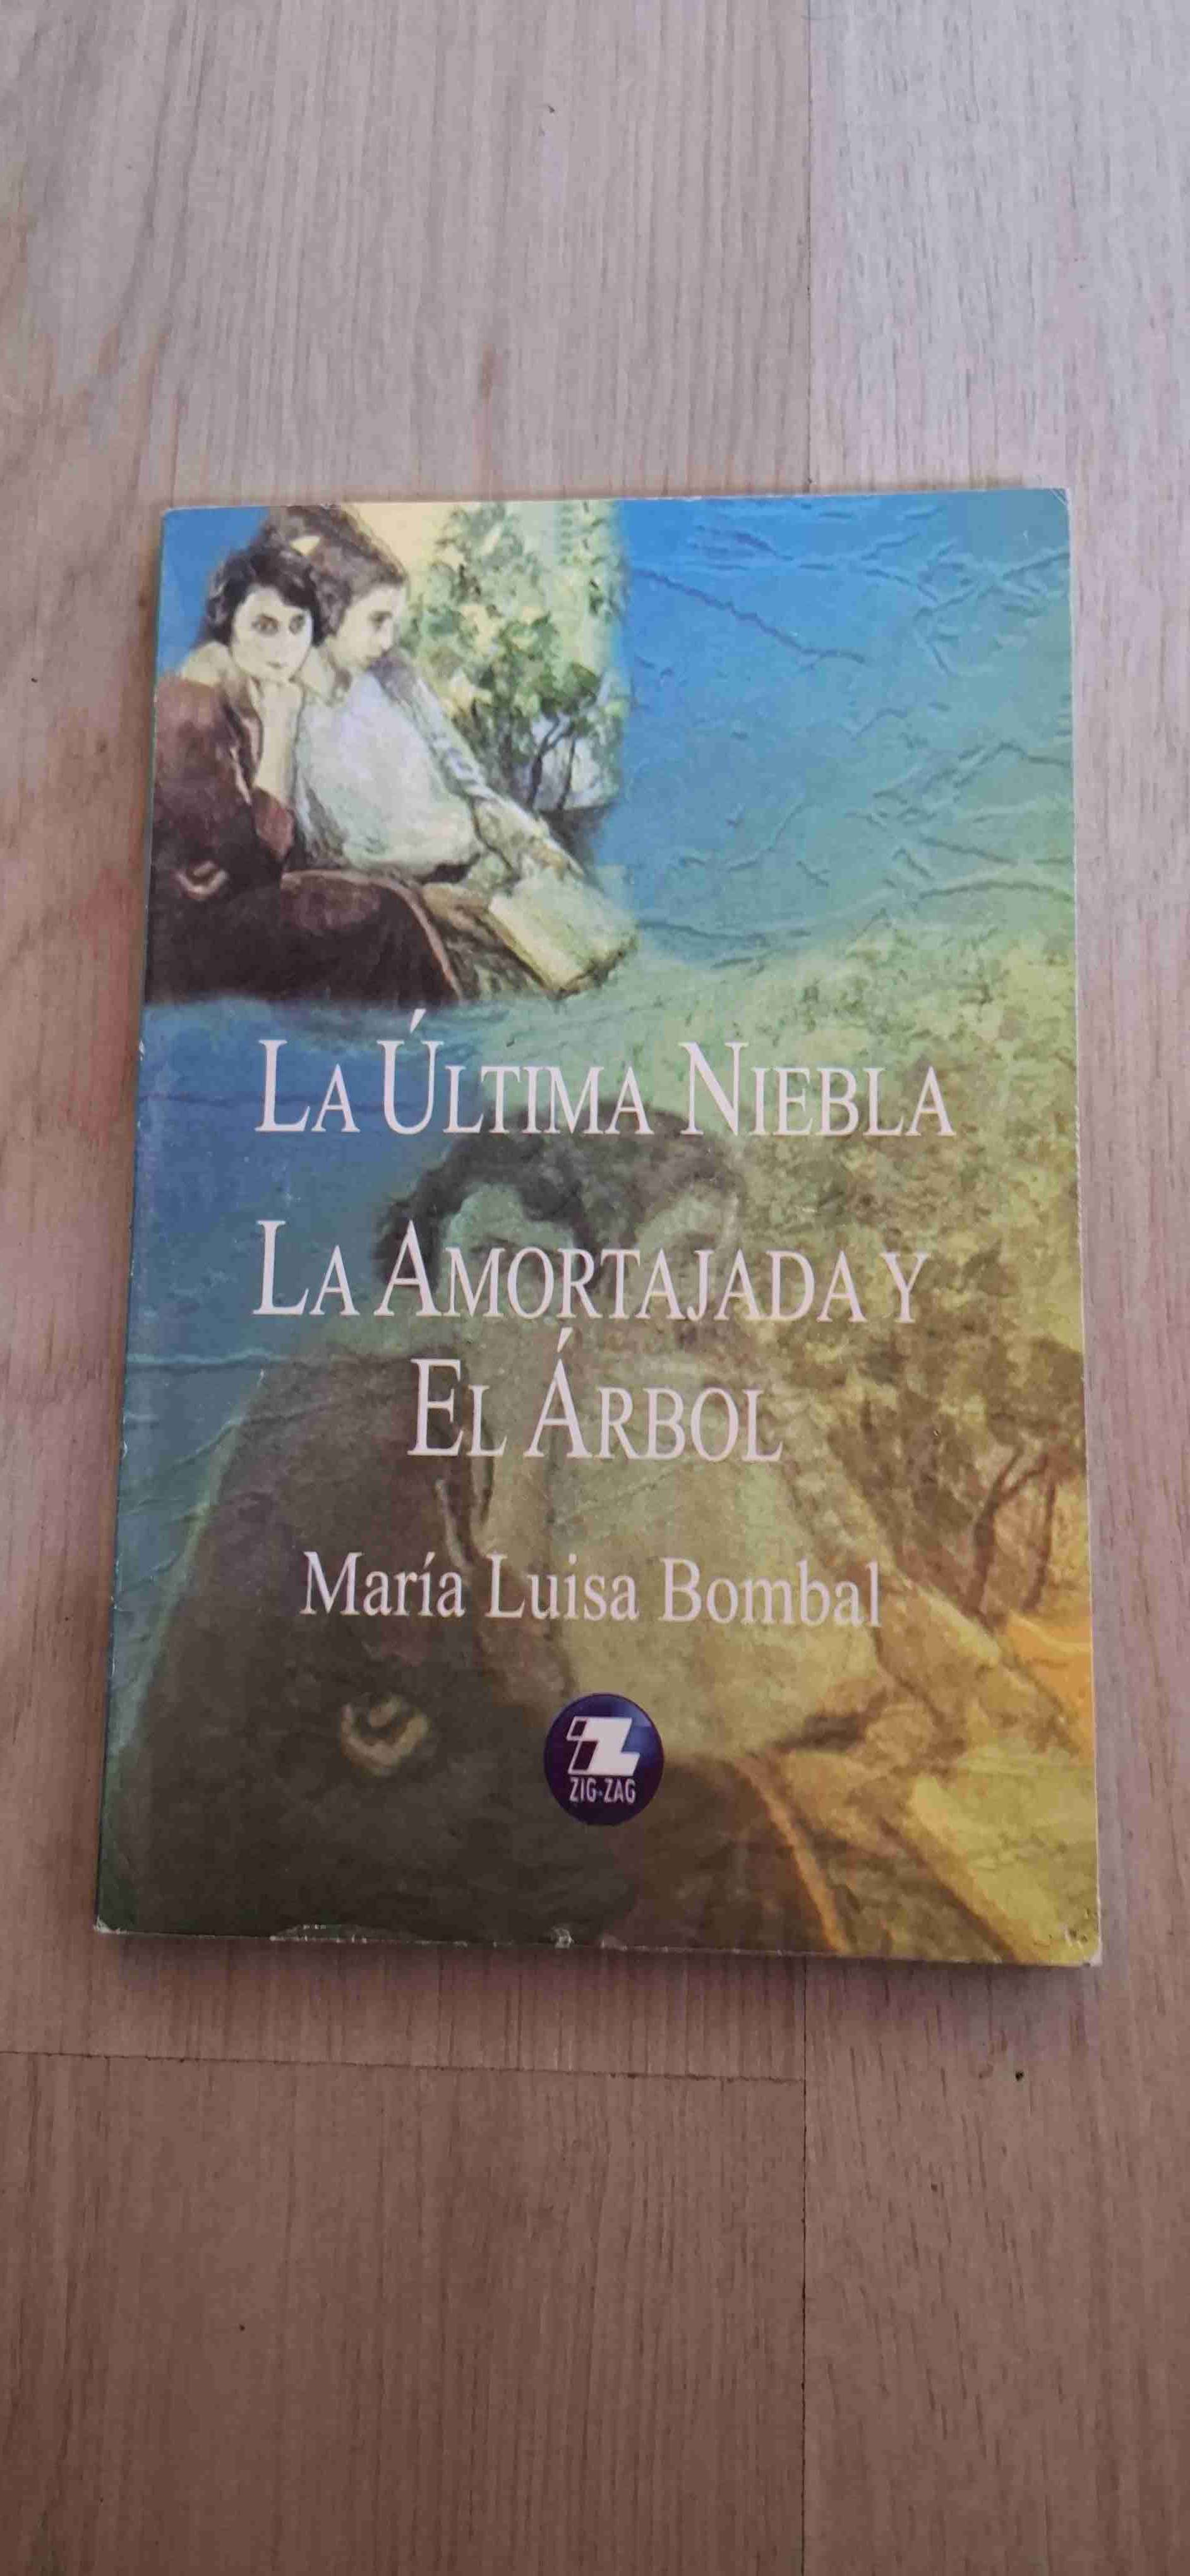 La Última Niebla
La Amortajada y
El Árbol
María Luisa Bombal
ZIG-ZAG